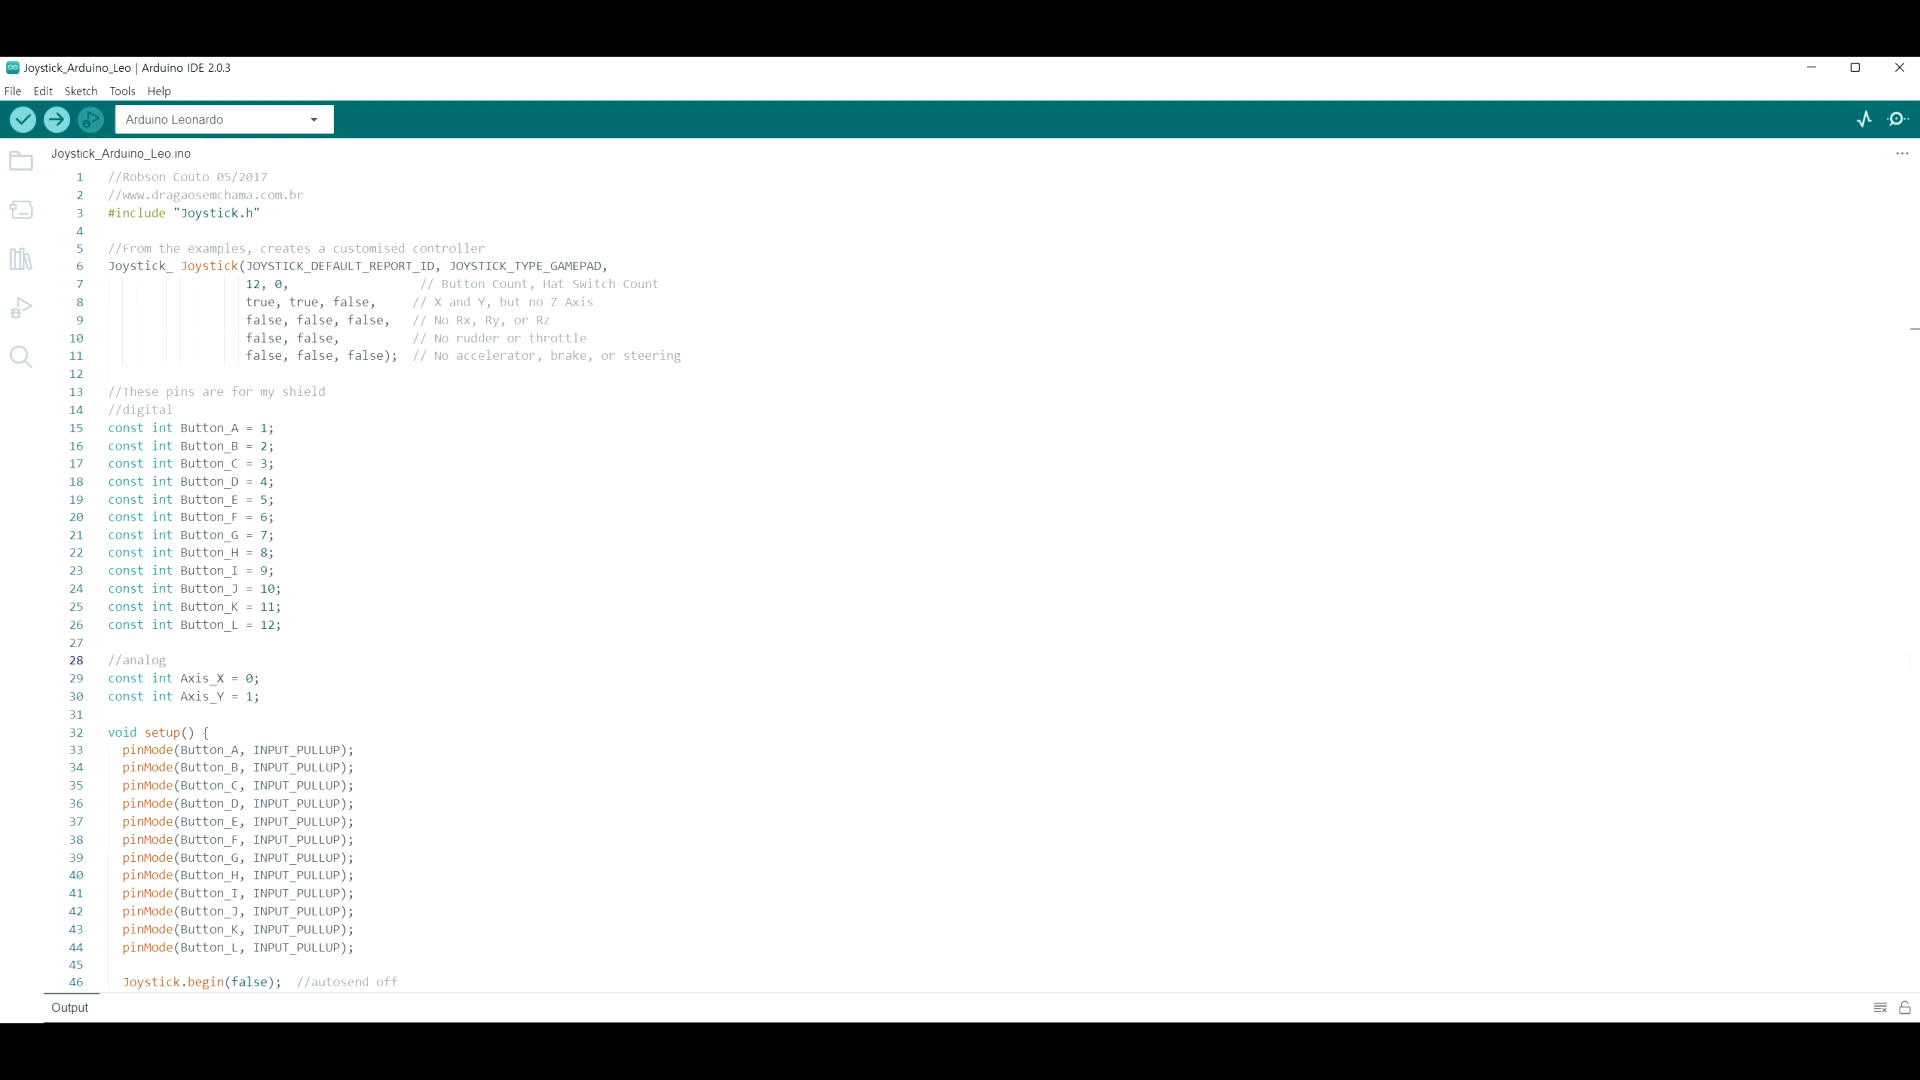 Joystick_Arduino_Leo | Arduino IDE 2.0.3
File Edit Sketch Tools Help
Arduino Leonardo
Joystick_Arduino_Leo.ino
1 //Robson Couto 05/2017
2 //www.dragaosemchama.com.br
3 #include "Joystick.h"
4
5 //From the examples, creates a customised controller
6 Joystick_ Joystick(JOYSTICK_DEFAULT_REPORT_ID, JOYSTICK_TYPE_GAMEPAD,
7 12, 0, // Button Count, Hat Switch Count
8 true, true, false, // X and Y, but no Z Axis
9 false, false, false, // No Rx, Ry, or Rz
10 false, false, // No rudder or throttle
11 false, false, false); // No accelerator, brake, or steering
12
13 //These pins are for my shield
14 //digital
15 const int Button_A = 1;
16 const int Button_B = 2;
17 const int Button_C = 3;
18 const int Button_D = 4;
19 const int Button_E = 5;
20 const int Button_F = 6;
21 const int Button_G = 7;
22 const int Button_H = 8;
23 const int Button_I = 9;
24 const int Button_J = 10;
25 const int Button_K = 11;
26 const int Button_L = 12;
27
28 //analog
29 const int Axis_X = 0;
30 const int Axis_Y = 1;
31
32 void setup() {
33 pinMode(Button_A, INPUT_PULLUP);
34 pinMode(Button_B, INPUT_PULLUP);
35 pinMode(Button_C, INPUT_PULLUP);
36 pinMode(Button_D, INPUT_PULLUP);
37 pinMode(Button_E, INPUT_PULLUP);
38 pinMode(Button_F, INPUT_PULLUP);
39 pinMode(Button_G, INPUT_PULLUP);
40 pinMode(Button_H, INPUT_PULLUP);
41 pinMode(Button_I, INPUT_PULLUP);
42 pinMode(Button_J, INPUT_PULLUP);
43 pinMode(Button_K, INPUT_PULLUP);
44 pinMode(Button_L, INPUT_PULLUP);
45
46 Joystick.begin(false); //autosend off
Output